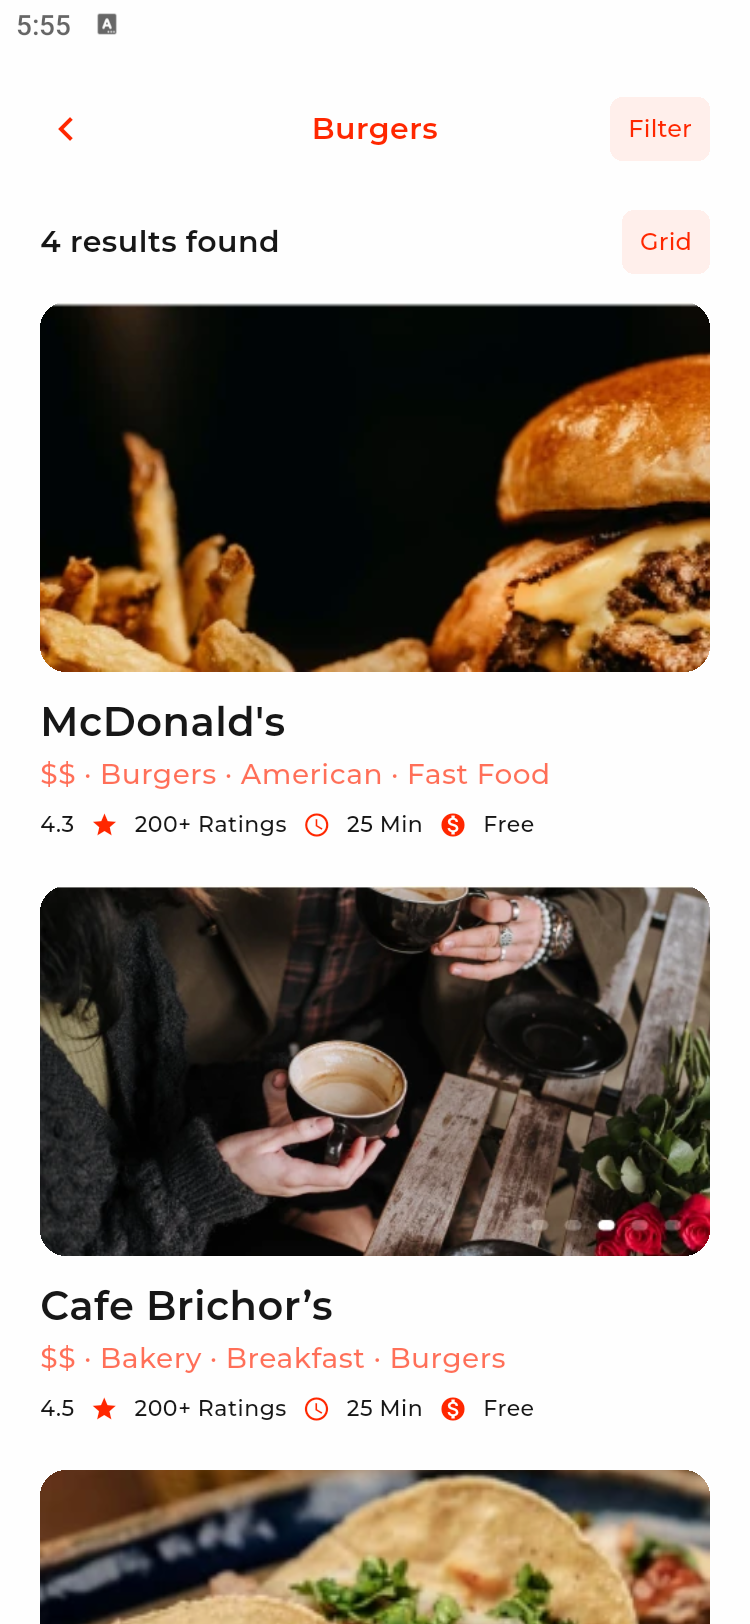 5:55
Burgers
Filter
4 results found
Grid
McDonald's
$$ · Burgers · American · Fast Food
4.3 200+ Ratings 25 Min Free
Cafe Brichor’s
$$ · Bakery · Breakfast · Burgers
4.5 200+ Ratings 25 Min Free